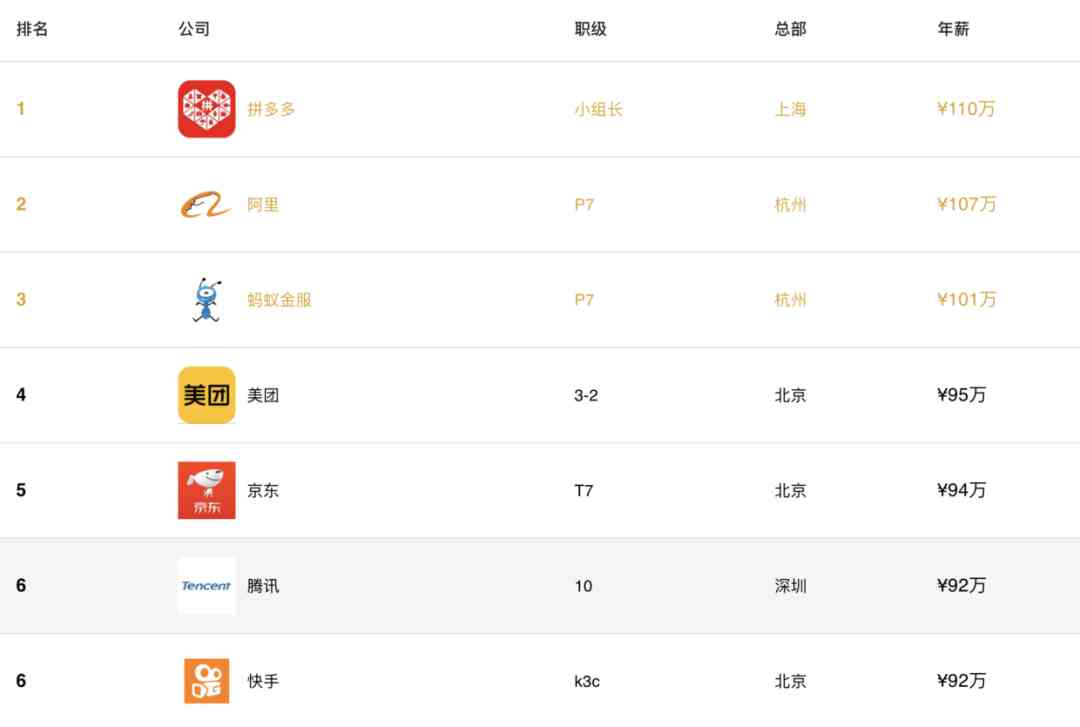 排名 公司 职级 总部 年薪
1 拼 拼多多 小组长 上海 ¥110万
2 阿里 P7 杭州 ¥107万
3 蚂蚁金服 P7 杭州 ¥101万
4 美团 美团 3-2 北京 ¥95万
5 京东 京东 T7 北京 ¥94万
6 Tencent 腾讯 10 深圳 ¥92万
6 快手 k3c 北京 ¥92万